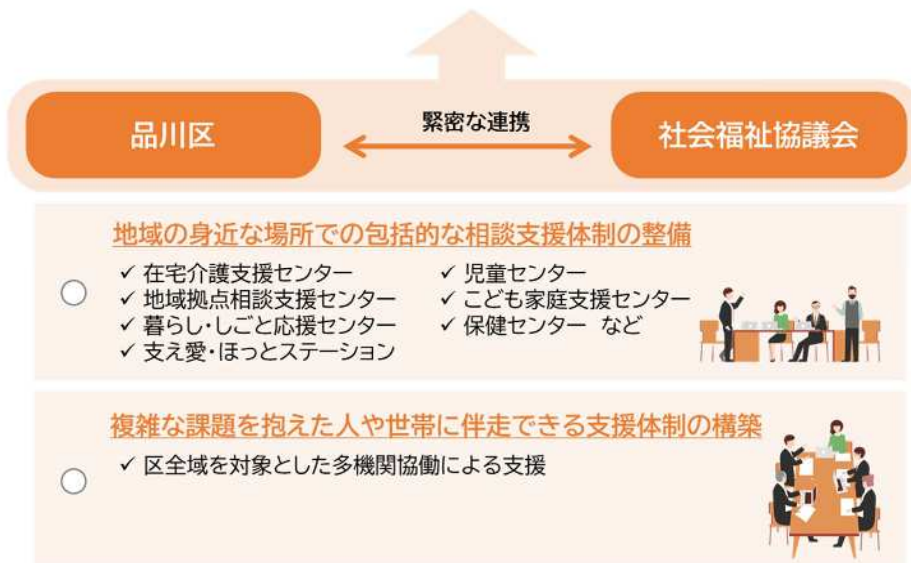 品川区
緊密な連携
社会福祉協議会
地域の身近な場所での包括的な相談支援体制の整備
✓ 在宅介護支援センター
✓ 地域拠点相談支援センター
✓ 暮らし・しごと応援センター
✓ 支え愛・ほっとステーション
✓ 児童センター
✓ こども家庭支援センター
✓ 保健センター など
複雑な課題を抱えた人や世帯に伴走できる支援体制の構築
✓ 区全域を対象とした多機関協働による支援